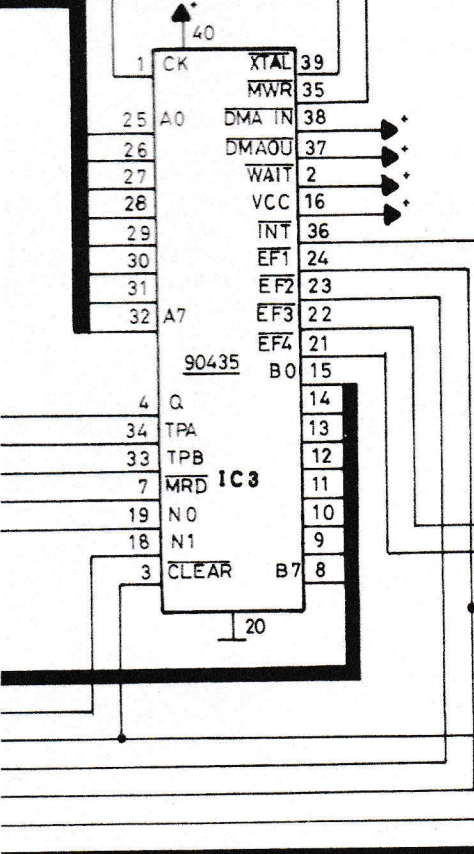 +
40
1 CK XTAL 39
MWR 35
25 A0 DMA IN 38 +
26 DMAOU 37 +
27 WAIT 2 +
28 VCC 16 +
29 INT 36
30 EF1 24
31 EF2 23
32 A7 EF3 22
EF4 21
90435 B0 15
4 Q 14
34 TPA 13
33 TPB 12
7 MRD IC3 11
19 N0 10
18 N1 9
3 CLEAR B7 8
20